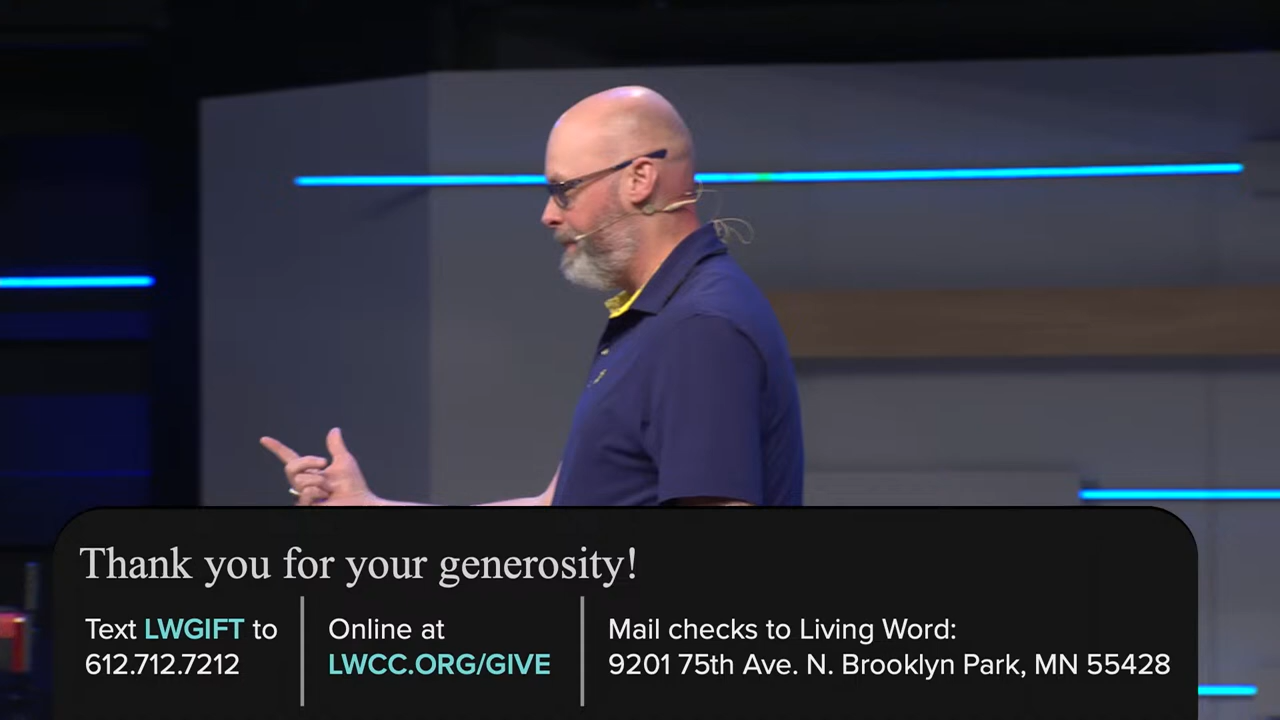 Thank you for your generosity!
Text LWGIFT to
612.712.7212
Online at
LWCC.ORG/GIVE
Mail checks to Living Word:
9201 75th Ave. N. Brooklyn Park, MN 55428